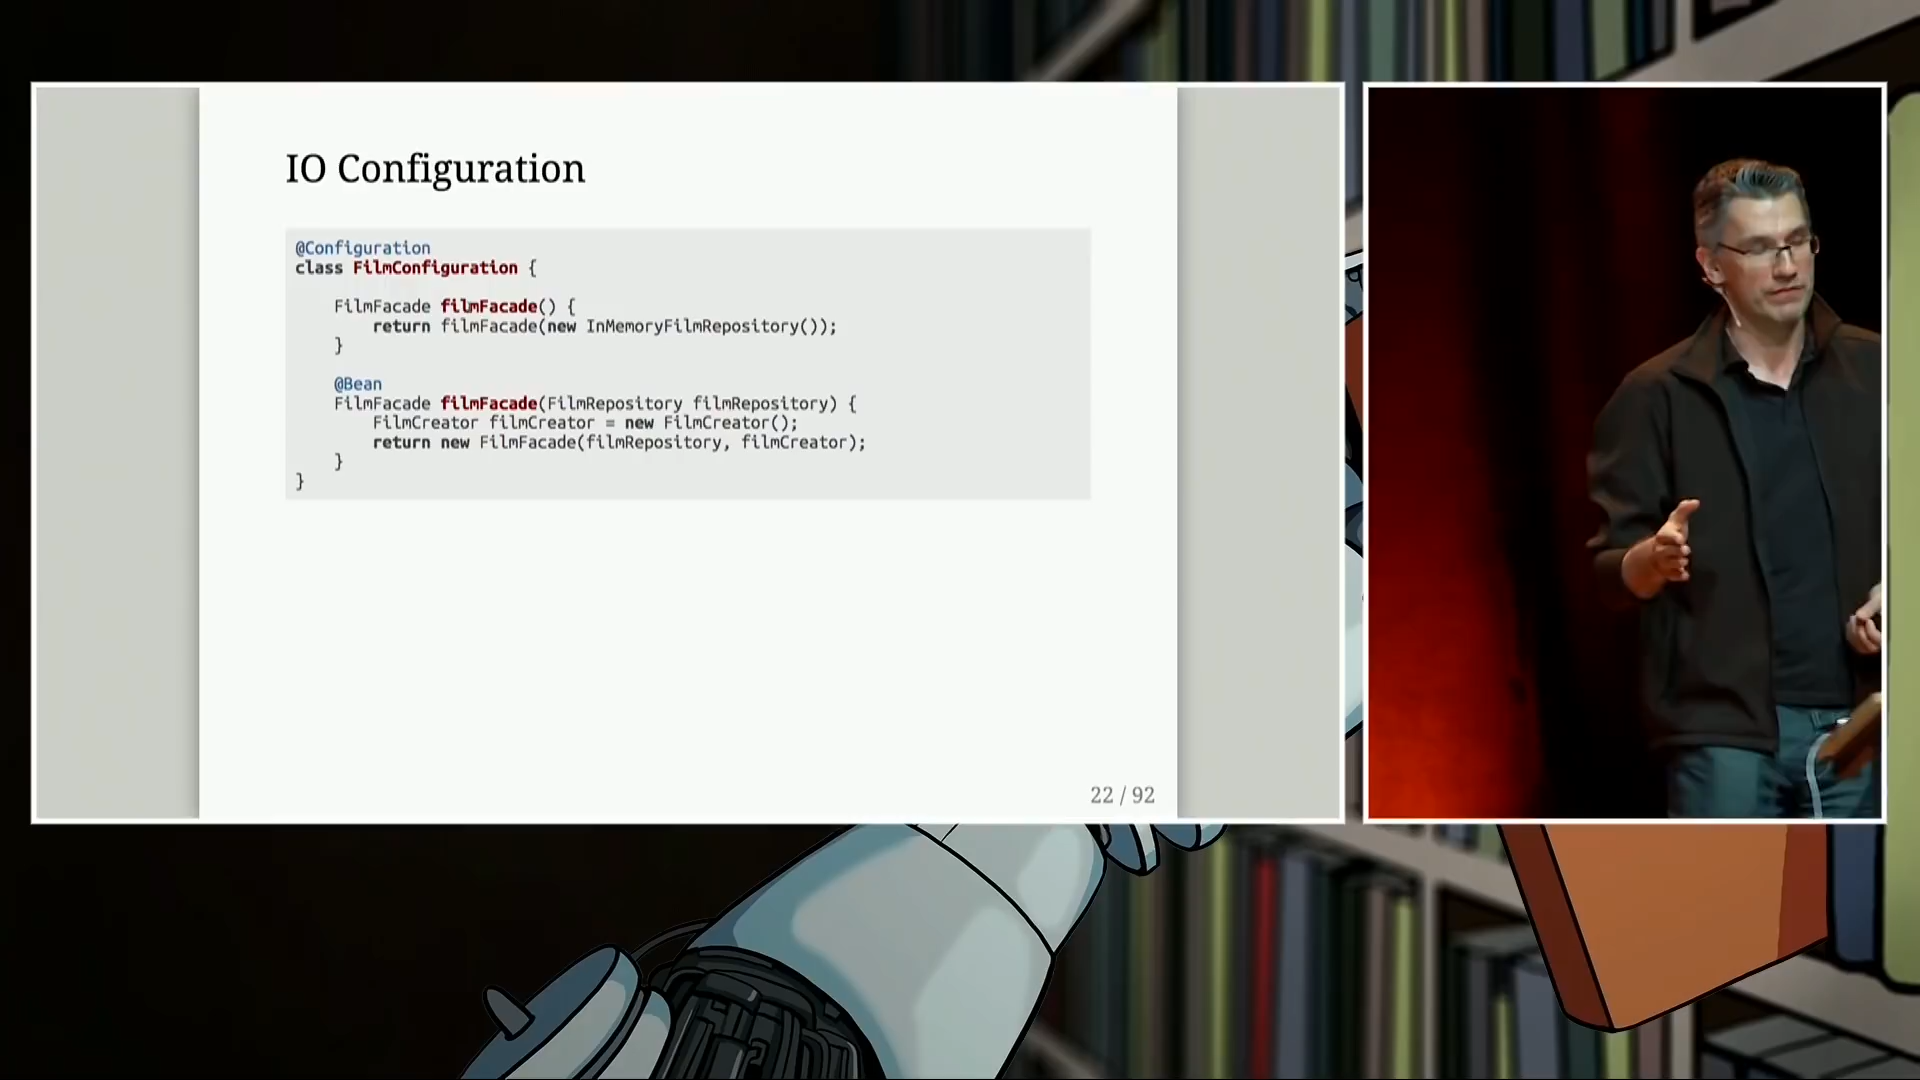 IO Configuration
@Configuration
class FilmConfiguration {
FilmFacade filmFacade() {
return filmFacade(new InMemoryFilmRepository());
}
@Bean
FilmFacade filmFacade(FilmRepository filmRepository) {
FilmCreator filmCreator = new FilmCreator();
return new FilmFacade(filmRepository, filmCreator);
}
}
22 / 92